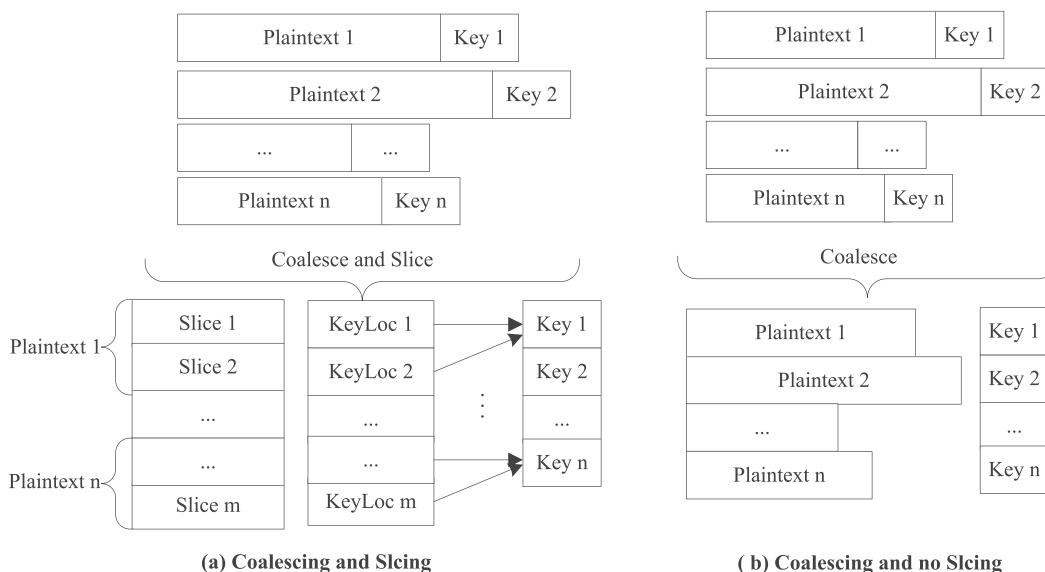 Plaintext 1 Key 1
Plaintext 2 Key 2
... ...
Plaintext n Key n
Coalesce and Slice
Plaintext 1
Slice 1 KeyLoc 1 Key 1
Slice 2 KeyLoc 2 Key 2
... ... ...
Plaintext n
... ... Key n
Slice m KeyLoc m
(a) Coalescing and Slcing
Plaintext 1 Key 1
Plaintext 2 Key 2
... ...
Plaintext n Key n
Coalesce
Plaintext 1 Key 1
Plaintext 2 Key 2
... ...
Plaintext n Key n
( b) Coalescing and no Slcing